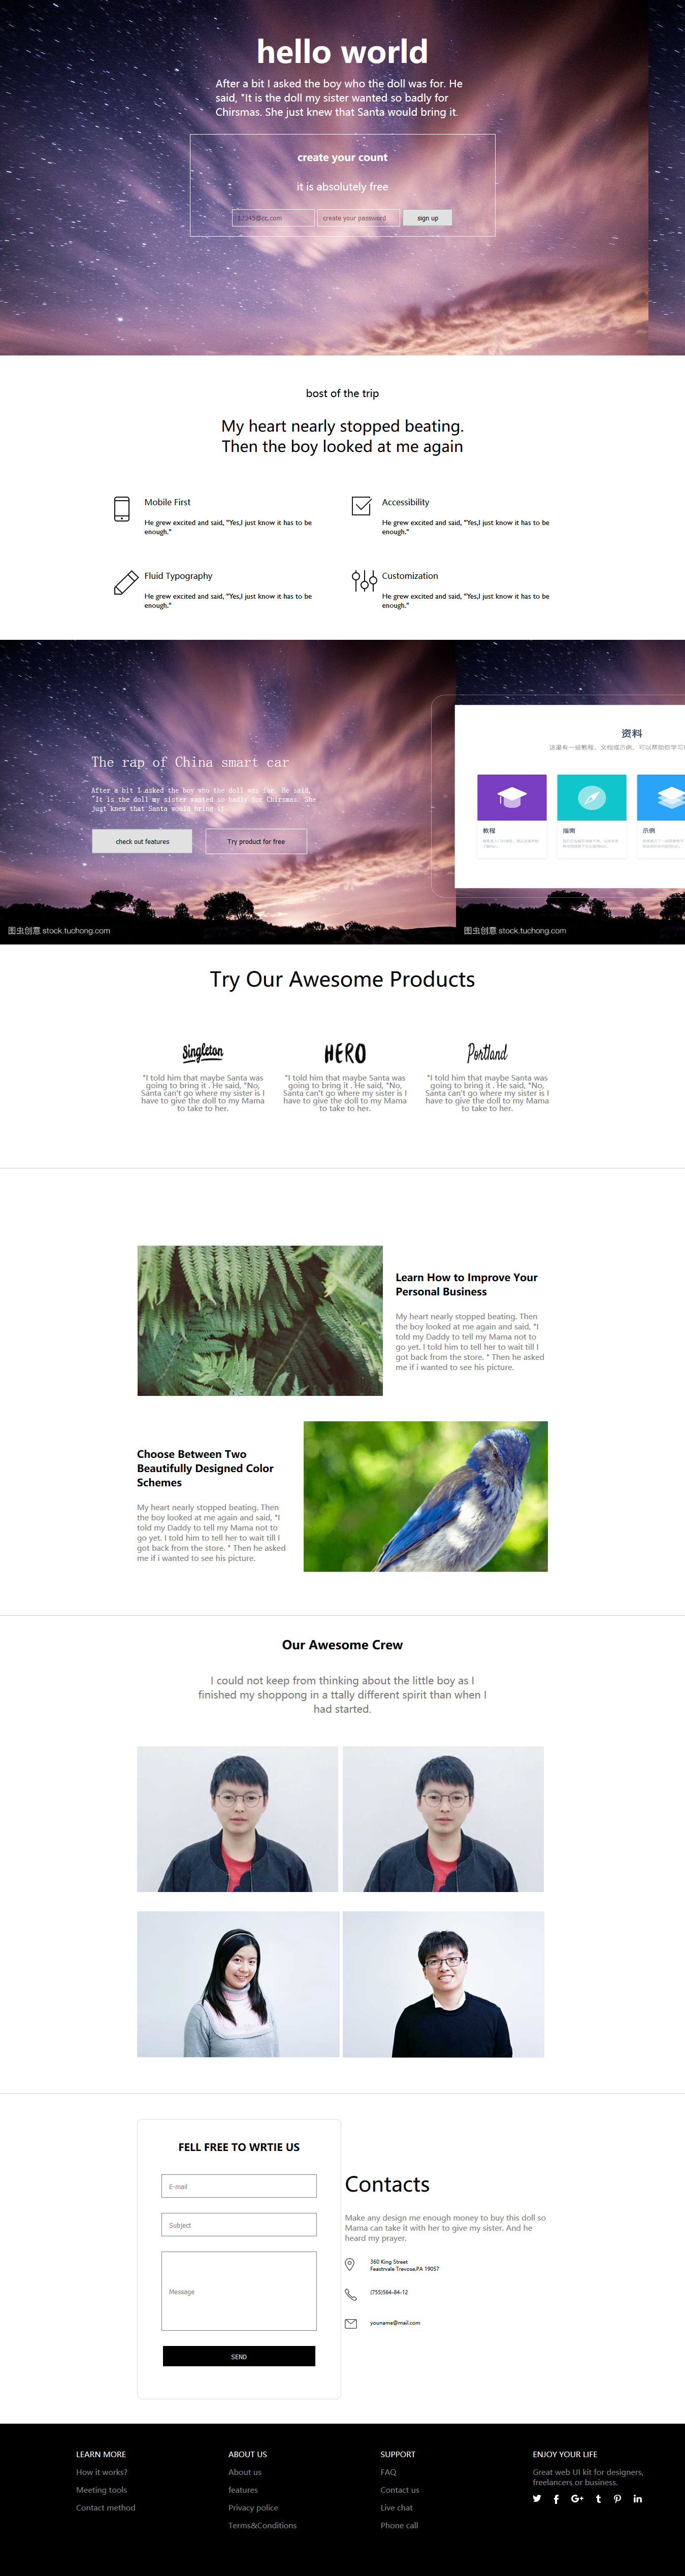 hello world
After a bit I asked the boy who the doll was for. He
said, "It is the doll my sister wanted so badly for
Chirsmas. She just knew that Santa would bring it.
create your count
it is absolutely free
12345@cc.com
create your password
sign up
bost of the trip
My heart nearly stopped beating.
Then the boy looked at me again
Mobile First
He grew excited and said, "Yes,I just know it has to be
enough."
Accessibility
He grew excited and said, "Yes,I just know it has to be
enough."
Fluid Typography
He grew excited and said, "Yes,I just know it has to be
enough."
Customization
He grew excited and said, "Yes,I just know it has to be
enough."
The rap of China smart car
After a bit I asked the boy who the doll was for. He said,
"It is the doll my sister wanted so badly for Chirsmas. She
just knew that Santa would bring it
check out features
Try product for free
资料
这里有一些教程、文档或示例，可以帮助你学习
教程
指南
示例
图虫创意 stock.tuchong.com
图虫创意 stock.tuchong.com
Try Our Awesome Products
Singleton
"I told him that maybe Santa was
going to bring it . He said, "No,
Santa can't go where my sister is I
have to give the doll to my Mama
to take to her.
HERO
"I told him that maybe Santa was
going to bring it . He said, "No,
Santa can't go where my sister is I
have to give the doll to my Mama
to take to her.
Portland
"I told him that maybe Santa was
going to bring it . He said, "No,
Santa can't go where my sister is I
have to give the doll to my Mama
to take to her.
Learn How to Improve Your
Personal Business
My heart nearly stopped beating. Then
the boy looked at me again and said, "I
told my Daddy to tell my Mama not to
go yet. I told him to tell her to wait till I
got back from the store. " Then he asked
me if i wanted to see his picture.
Choose Between Two
Beautifully Designed Color
Schemes
My heart nearly stopped beating. Then
the boy looked at me again and said, "I
told my Daddy to tell my Mama not to
go yet. I told him to tell her to wait till I
got back from the store. " Then he asked
me if i wanted to see his picture.
Our Awesome Crew
I could not keep from thinking about the little boy as I
finished my shoppong in a ttally different spirit than when I
had started.
FELL FREE TO WRTIE US
E-mail
Subject
Message
SEND
Contacts
Make any design me enough money to buy this doll so
Mama can take it with her to give my sister. And he
heard my prayer.
360 King Street
Feastrvale Trevose,PA 19057
(755)564-84-12
youname@mail.com
LEARN MORE
How it works?
Meeting tools
Contact method
ABOUT US
About us
features
Privacy police
Terms&Conditions
SUPPORT
FAQ
Contact us
Live chat
Phone call
ENJOY YOUR LIFE
Great web UI kit for designers,
freelancers or business.